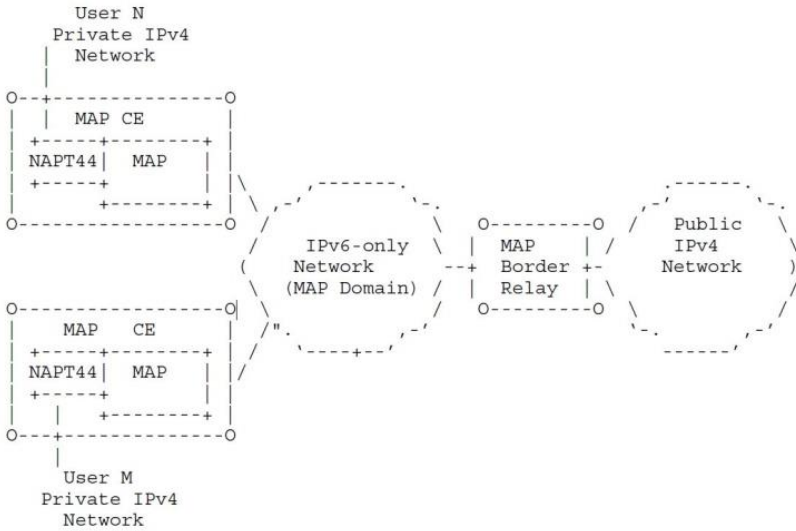 User N
Private IPv4
Network
MAP CE
NAPT44 MAP
IPv6-only
Network
(MAP Domain)
MAP
Border
Relay
Public
IPv4
Network
MAP CE
NAPT44 MAP
User M
Private IPv4
Network